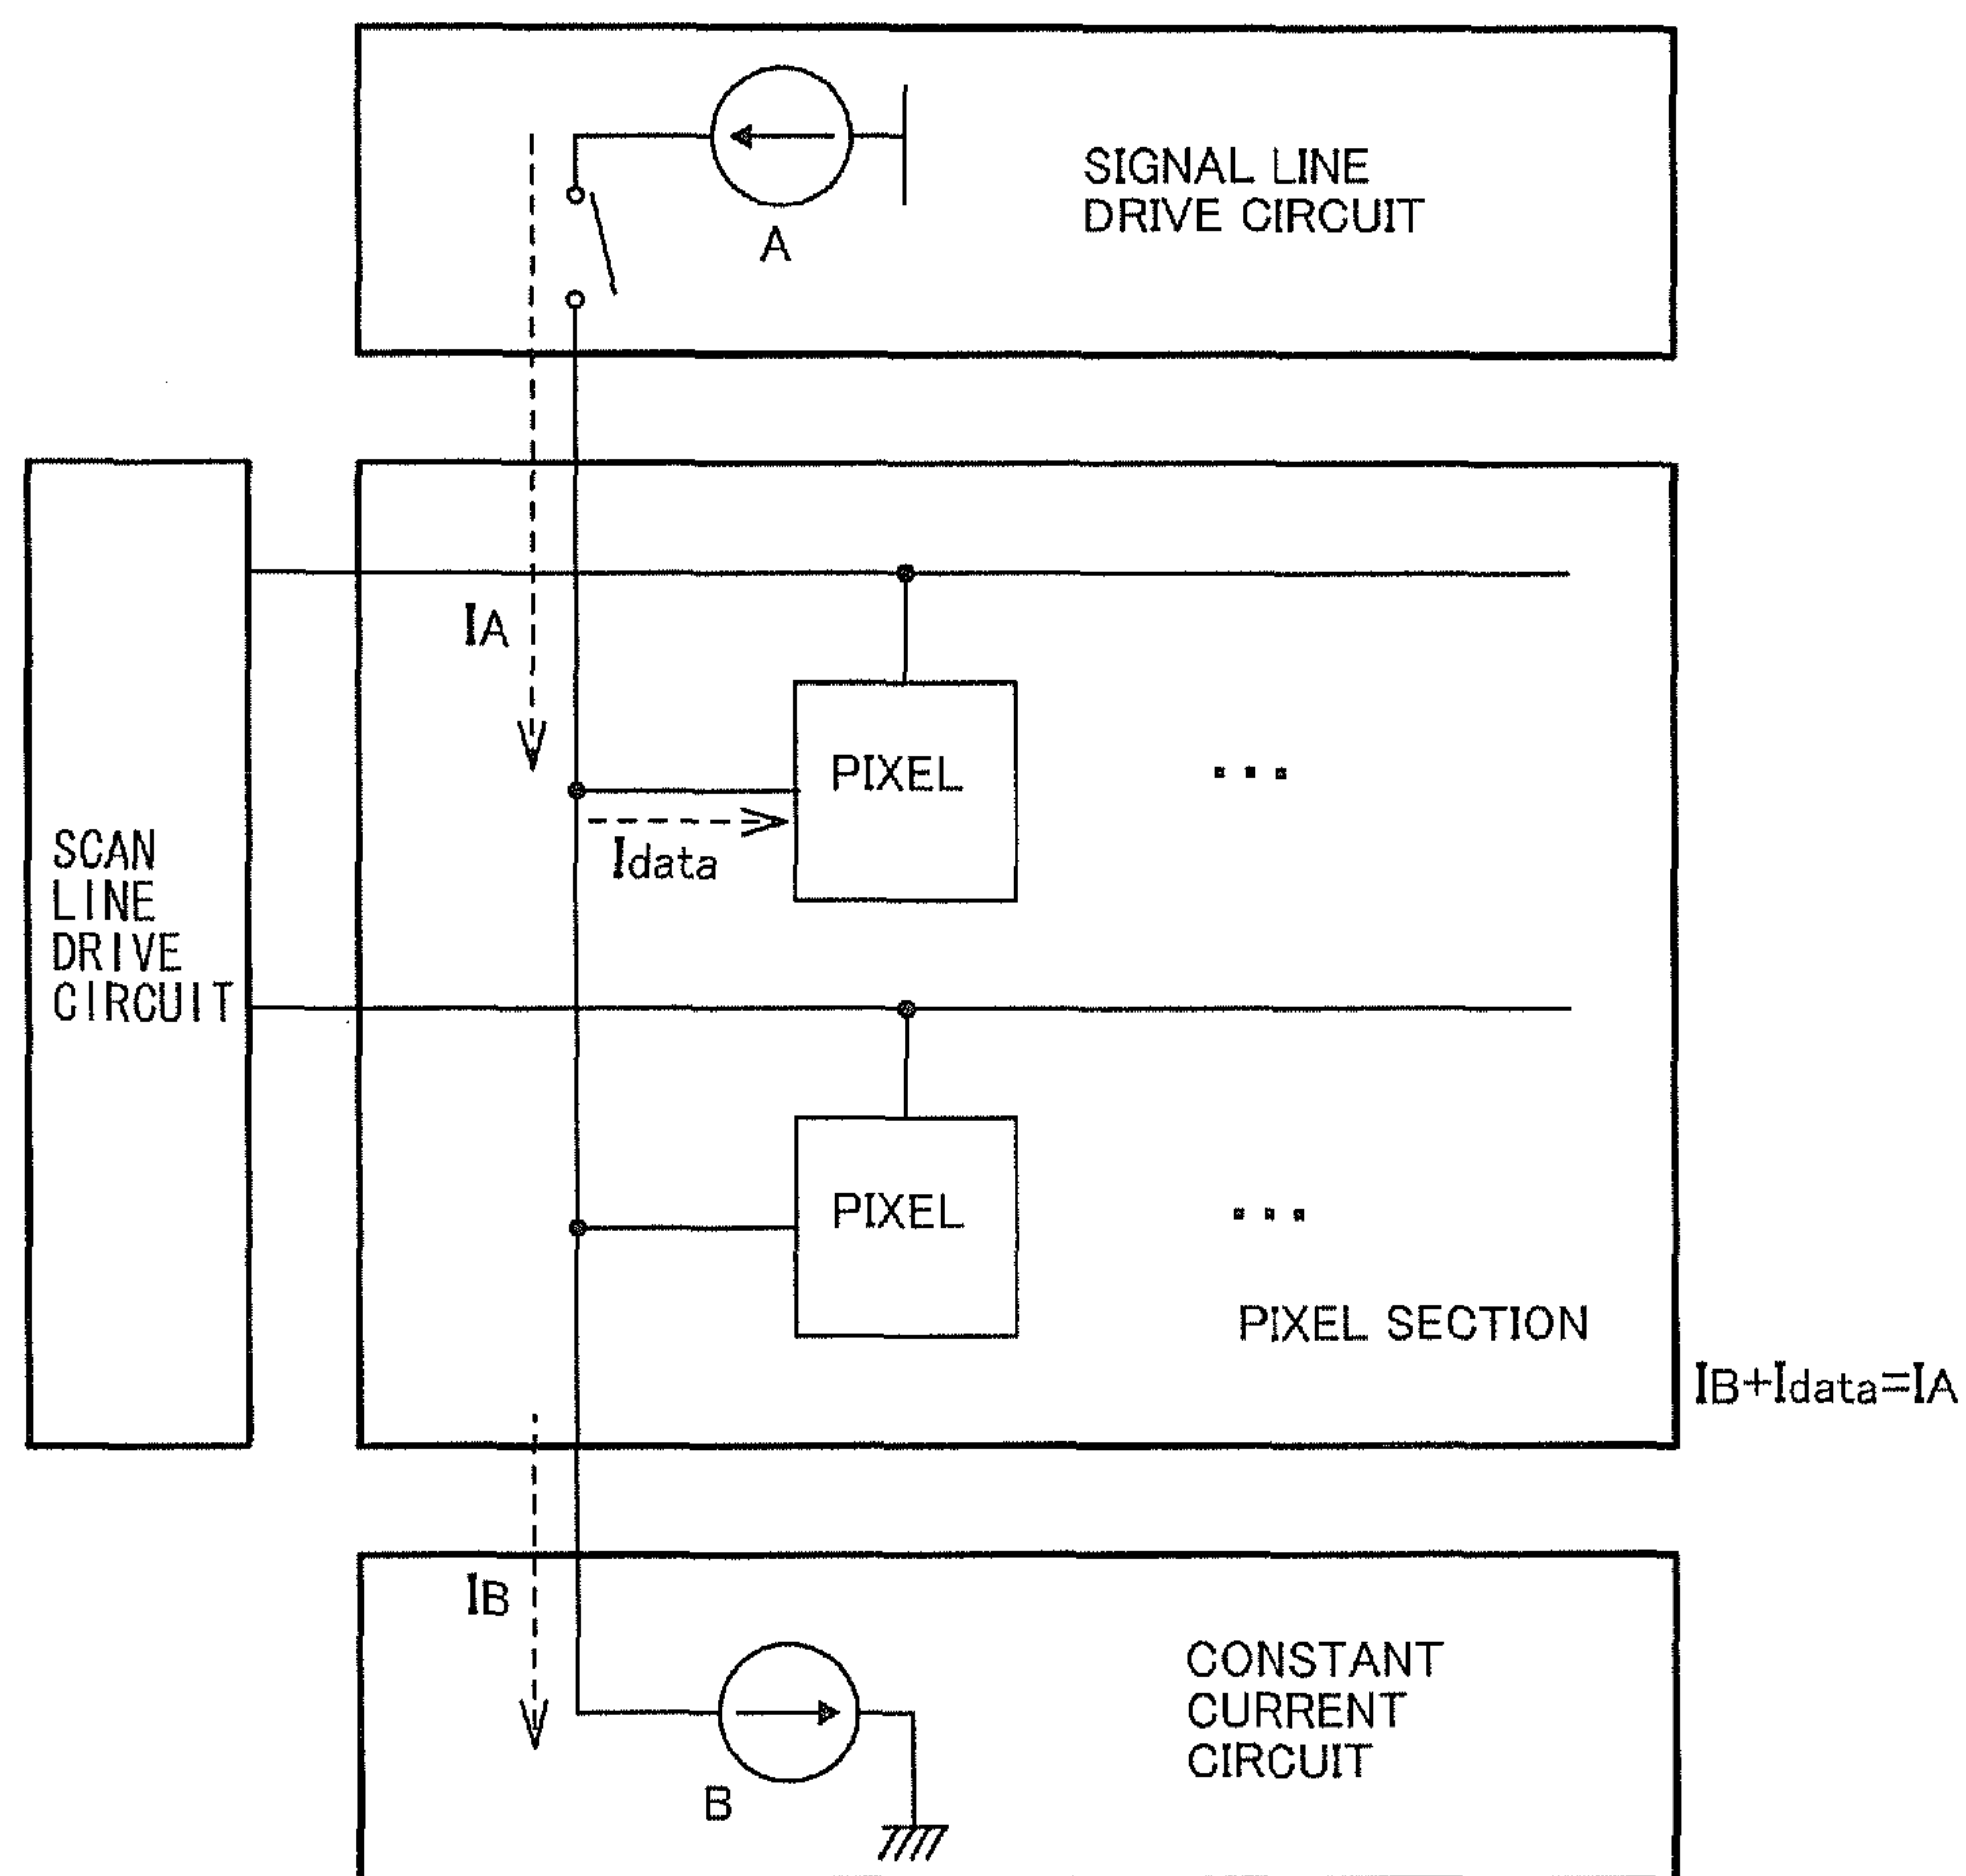 SIGNAL LINE
DRIVE CIRCUIT
A
IA
PIXEL
Idata
SCAN
LINE
DRIVE
CIRCUIT
PIXEL
PIXEL SECTION
IB+Idata=IA
IB
CONSTANT
CURRENT
CIRCUIT
B